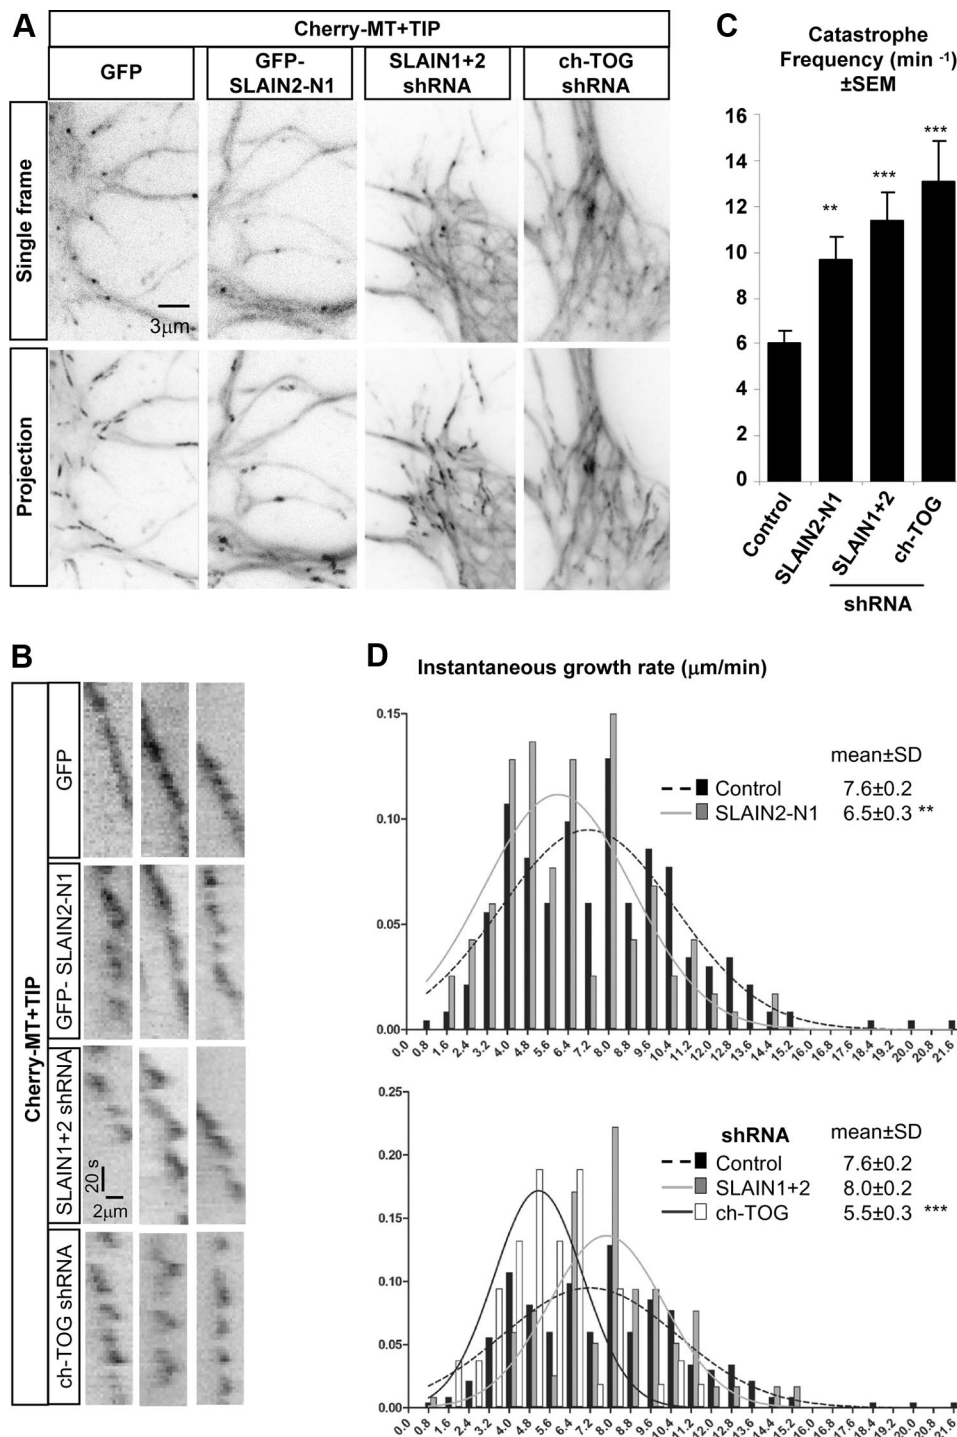 A
Cherry-MT+TIP
GFP
GFP-
SLAIN2-N1
SLAIN1+2
shRNA
ch-TOG
shRNA
Single frame
3μm
Projection
C
Catastrophe
Frequency (min -1)
±SEM
16
14
12
10
8
6
4
2
0
**
***
***
Control
SLAIN2-N1
SLAIN1+2
ch-TOG
shRNA
B
Cherry-MT+TIP
GFP
GFP- SLAIN2-N1
SLAIN1+2 shRNA
20 s
2μm
ch-TOG shRNA
D
Instantaneous growth rate (μm/min)
mean±SD
Control 7.6±0.2
SLAIN2-N1 6.5±0.3 **
0.15
0.10
0.05
0.00
0.0 0.8 1.6 2.4 3.2 4.0 4.8 5.6 6.4 7.2 8.0 8.8 9.6 10.4 11.2 12.0 12.8 13.6 14.4 15.2 16.0 16.8 17.6 18.4 19.2 20.0 20.8 21.6
shRNA mean±SD
Control 7.6±0.2
SLAIN1+2 8.0±0.2
ch-TOG 5.5±0.3 ***
0.25
0.20
0.15
0.10
0.05
0.00
0.0 0.8 1.6 2.4 3.2 4.0 4.8 5.6 6.4 7.2 8.0 8.8 9.6 10.4 11.2 12.0 12.8 13.6 14.4 15.2 16.0 16.8 17.6 18.4 19.2 20.0 20.8 21.6